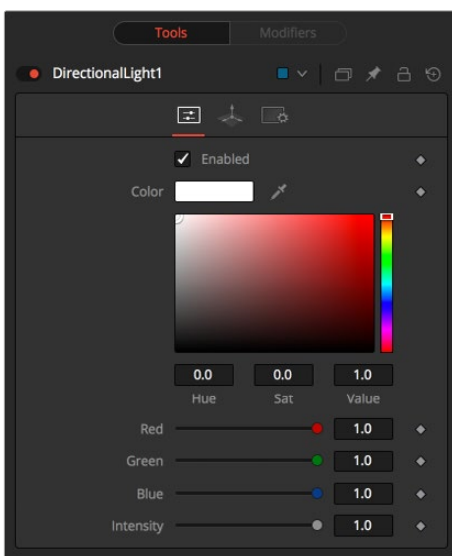 Tools Modifiers
DirectionalLight1
Enabled
Color
0.0 0.0 1.0
Hue Sat Value
Red 1.0
Green 1.0
Blue 1.0
Intensity 1.0